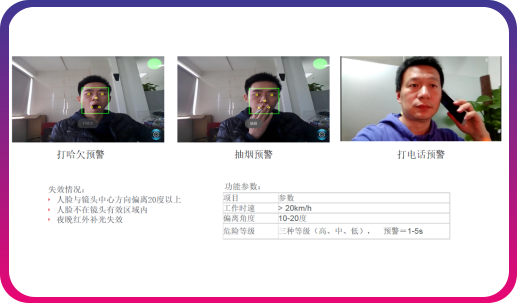 打哈欠预警
抽烟预警
打电话预警
失效情况：
人脸与镜头中心方向偏离20度以上
人脸不在镜头有效区域内
夜晚红外补光失效
功能参数：
项目 参数
工作时速 > 20km/h
偏离角度 10-20度
危险等级 三种等级（高、中、低）， 预警＝1-5s